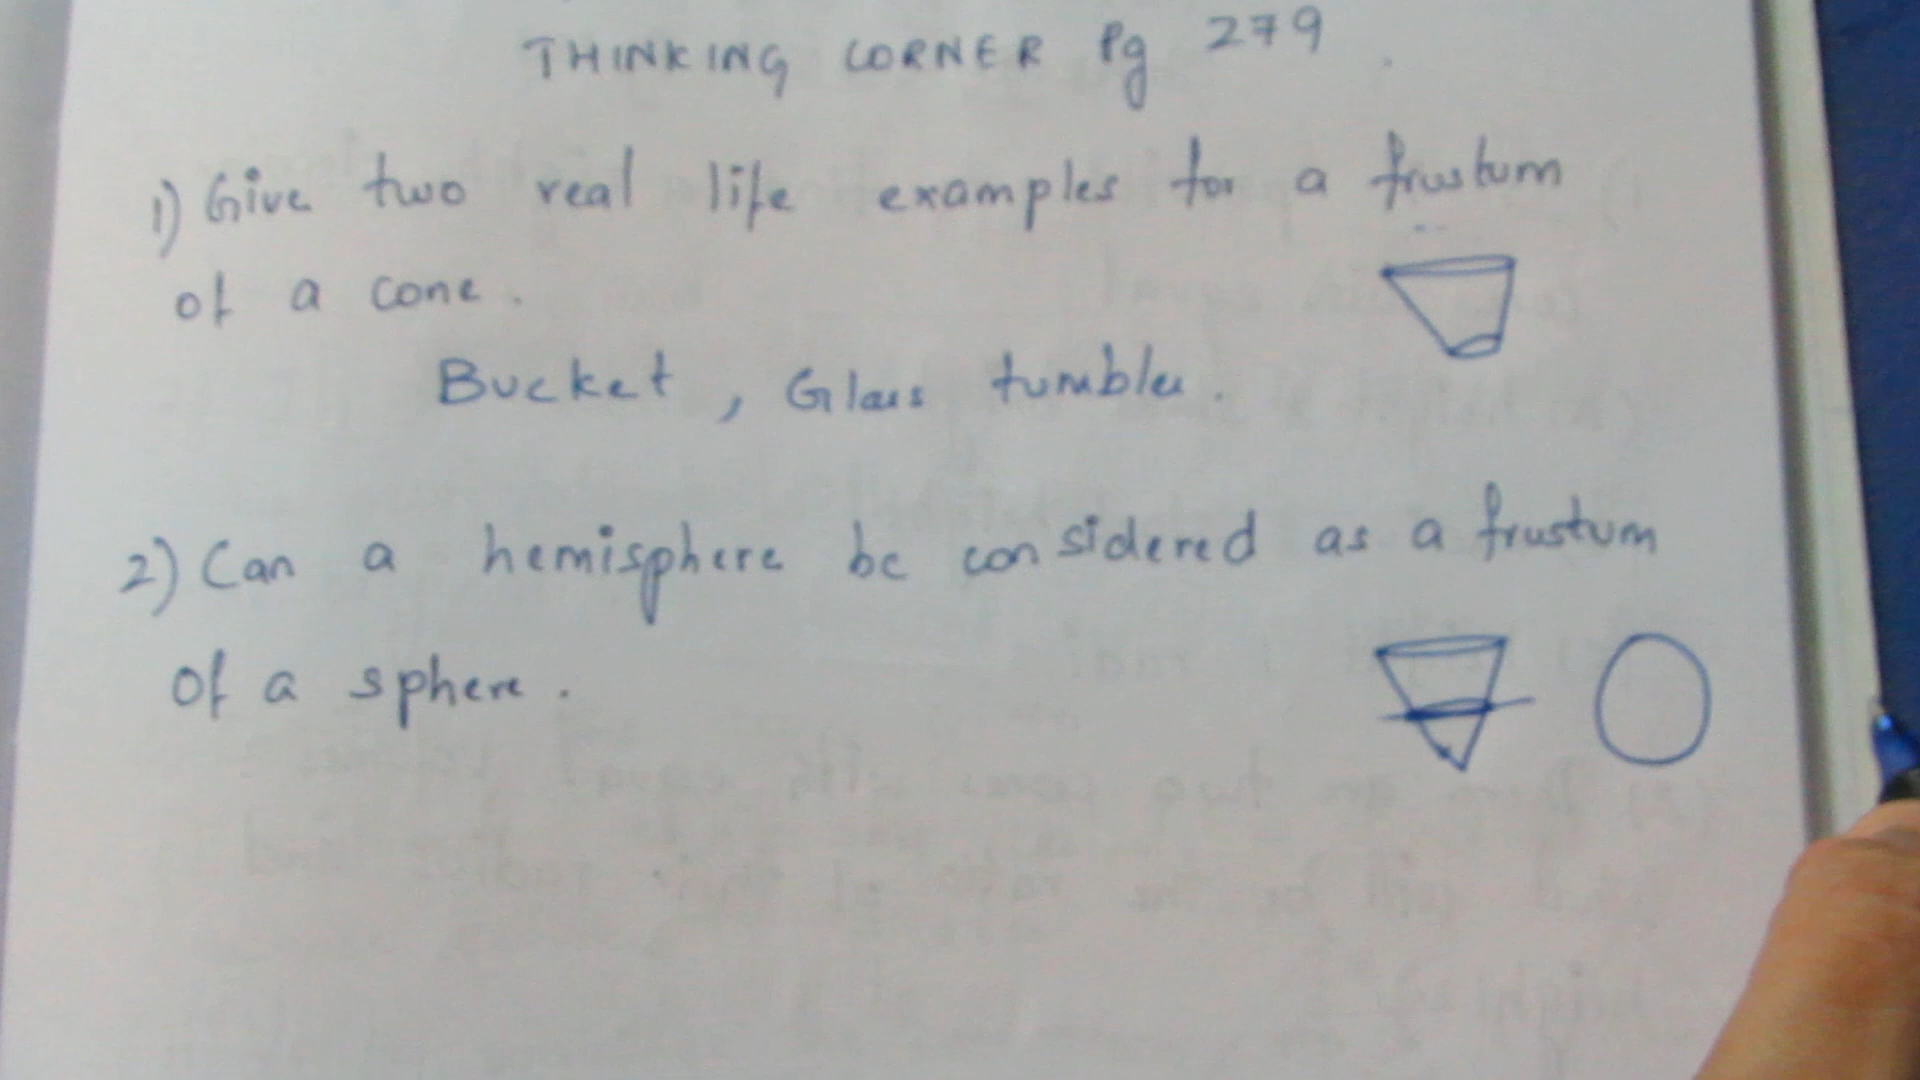 THINKING CORNER Pg 279.
1) Give two real life examples for a frustum
of a cone.
Bucket, Glass tumbler.
2) Can a hemisphere be considered as a frustum
of a sphere.